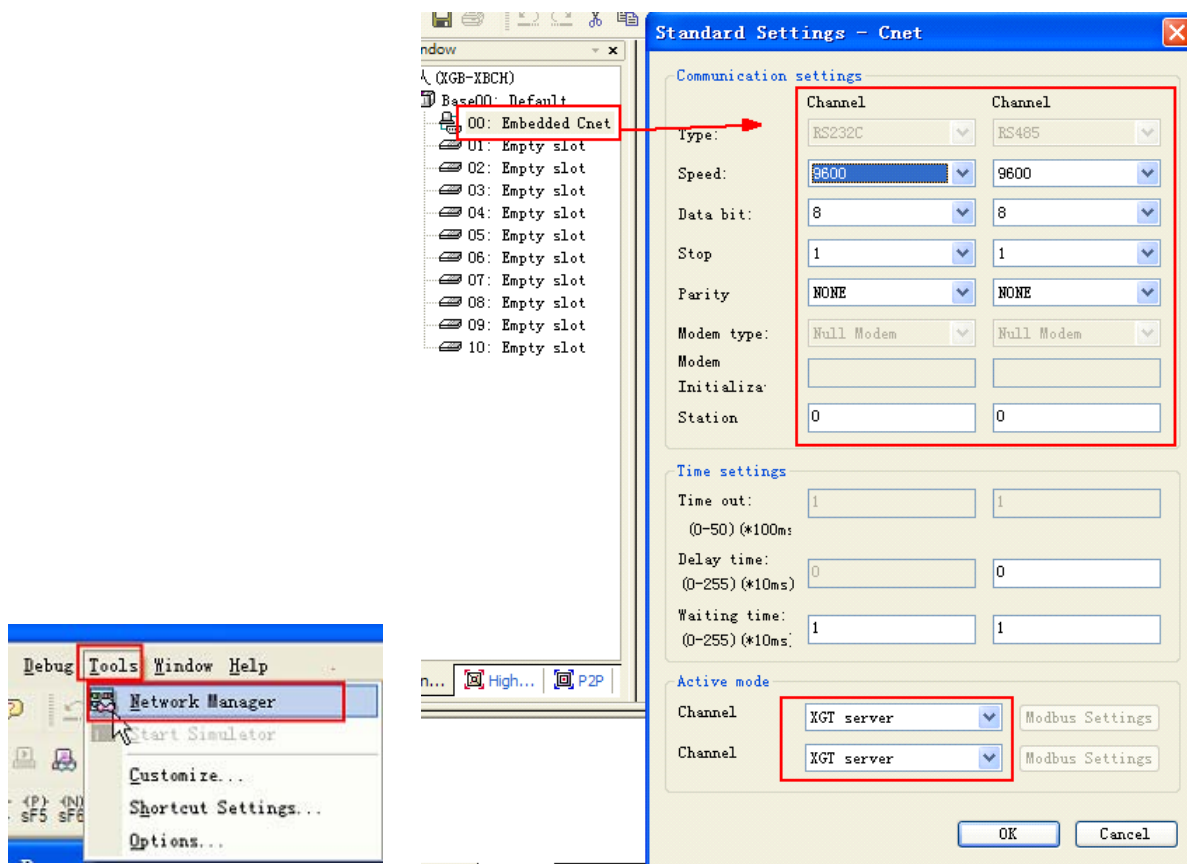 ndow
(XGB-XBCH)
Base00: Default
00: Embedded Cnet
01: Empty slot
02: Empty slot
03: Empty slot
04: Empty slot
05: Empty slot
06: Empty slot
07: Empty slot
08: Empty slot
09: Empty slot
10: Empty slot
n... High... P2P
Standard Settings - Cnet
Communication settings
Channel Channel
Type: RS232C RS485
Speed: 9600 9600
Data bit: 8 8
Stop 1 1
Parity NONE NONE
Modem type: Null Modem Null Modem
Modem
Initializa
Station 0 0
Time settings
Time out: 1 1
(0-50)(*100ms
Delay time: 0 0
(0-255)(*10ms)
Waiting time: 1 1
(0-255)(*10ms)
Active mode
Channel XGT server Modbus Settings
Channel XGT server Modbus Settings
OK Cancel
Debug Tools Window Help
Network Manager
Start Simulator
Customize...
Shortcut Settings...
Options...
{P} {N}
sF5 sF6